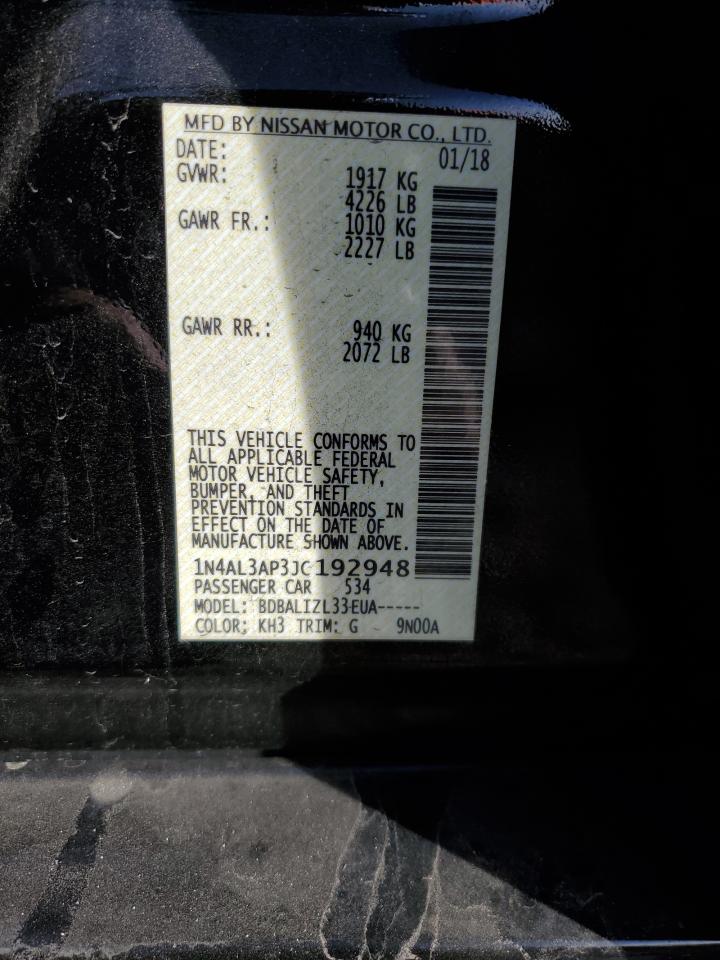 MFD BY NISSAN MOTOR CO., LTD.
DATE: 01/18
GVWR: 1917 KG
4226 LB
GAWR FR.: 1010 KG
2227 LB
GAWR RR.: 940 KG
2072 LB
THIS VEHICLE CONFORMS TO
ALL APPLICABLE FEDERAL
MOTOR VEHICLE SAFETY,
BUMPER, AND THEFT
PREVENTION STANDARDS IN
EFFECT ON THE DATE OF
MANUFACTURE SHOWN ABOVE.
1N4AL3AP3JC192948
PASSENGER CAR 534
MODEL: BDBALIZL33EUA-----
COLOR; KH3 TRIM: G 9N00A